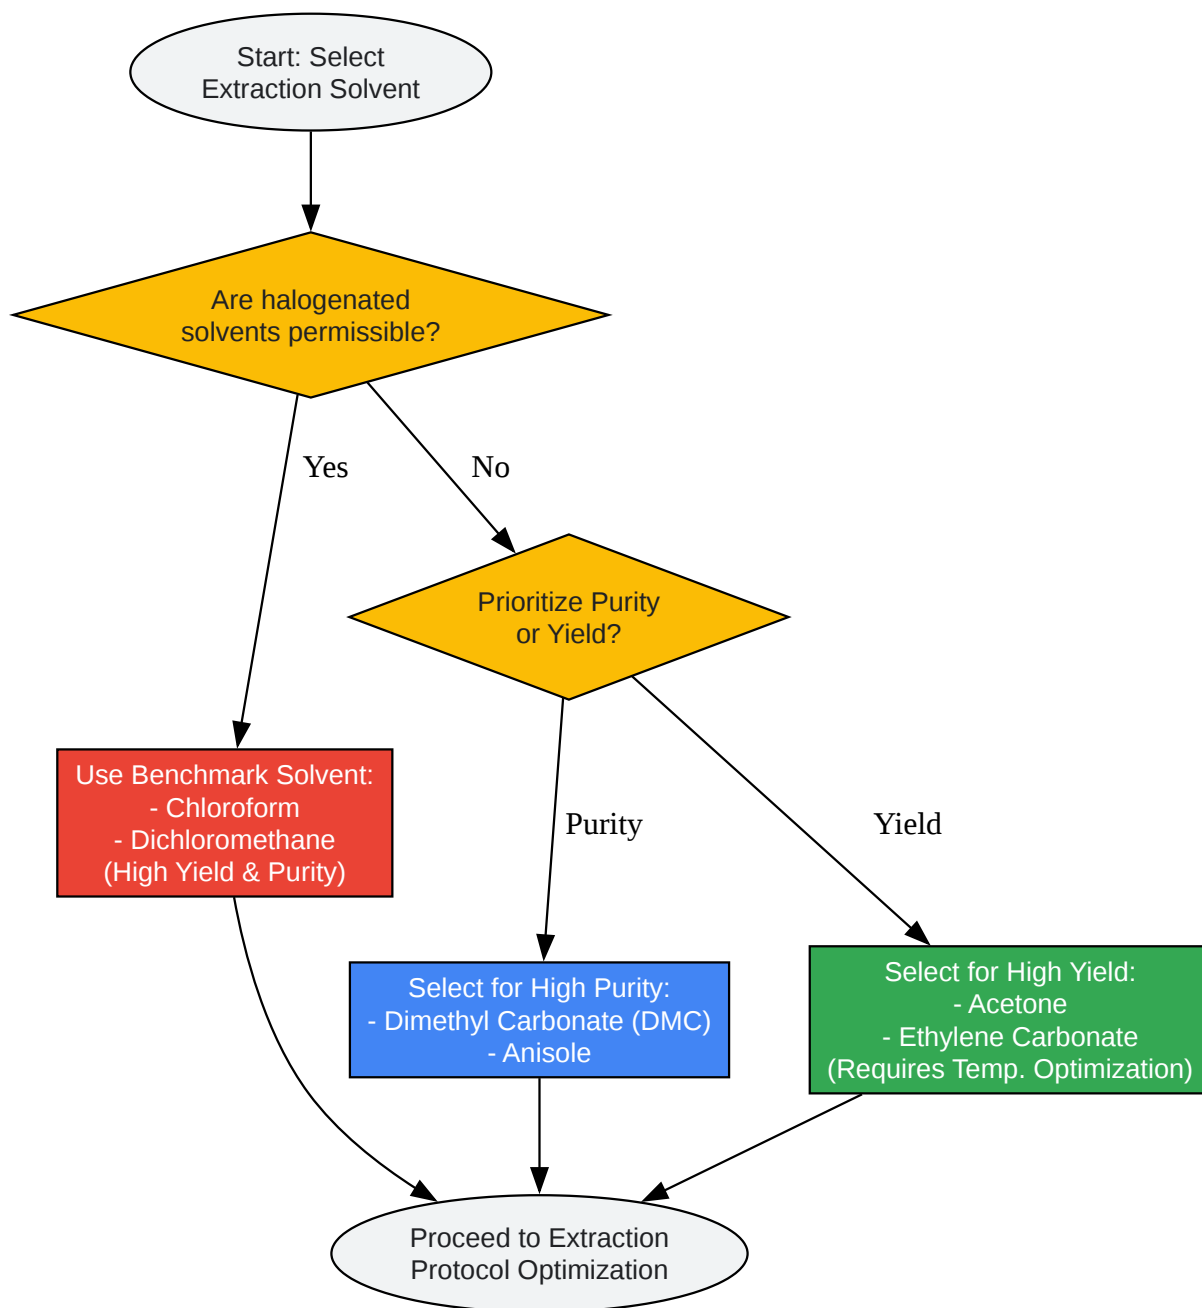 Start: Select
Extraction Solvent
Are halogenated
solvents permissible?
Yes
No
Prioritize Purity
or Yield?
Use Benchmark Solvent:
- Chloroform
- Dichloromethane
(High Yield & Purity)
Purity
Yield
Select for High Purity:
- Dimethyl Carbonate (DMC)
- Anisole
Select for High Yield:
- Acetone
- Ethylene Carbonate
(Requires Temp. Optimization)
Proceed to Extraction
Protocol Optimization